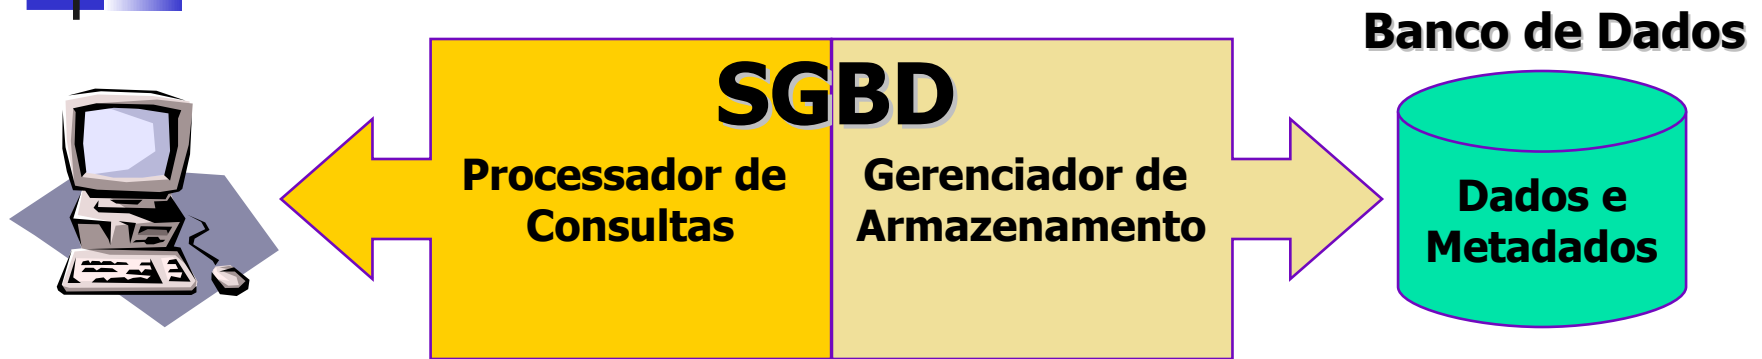 Banco de Dados
SGBD
Processador de
Consultas
Gerenciador de
Armazenamento
Dados e
Metadados